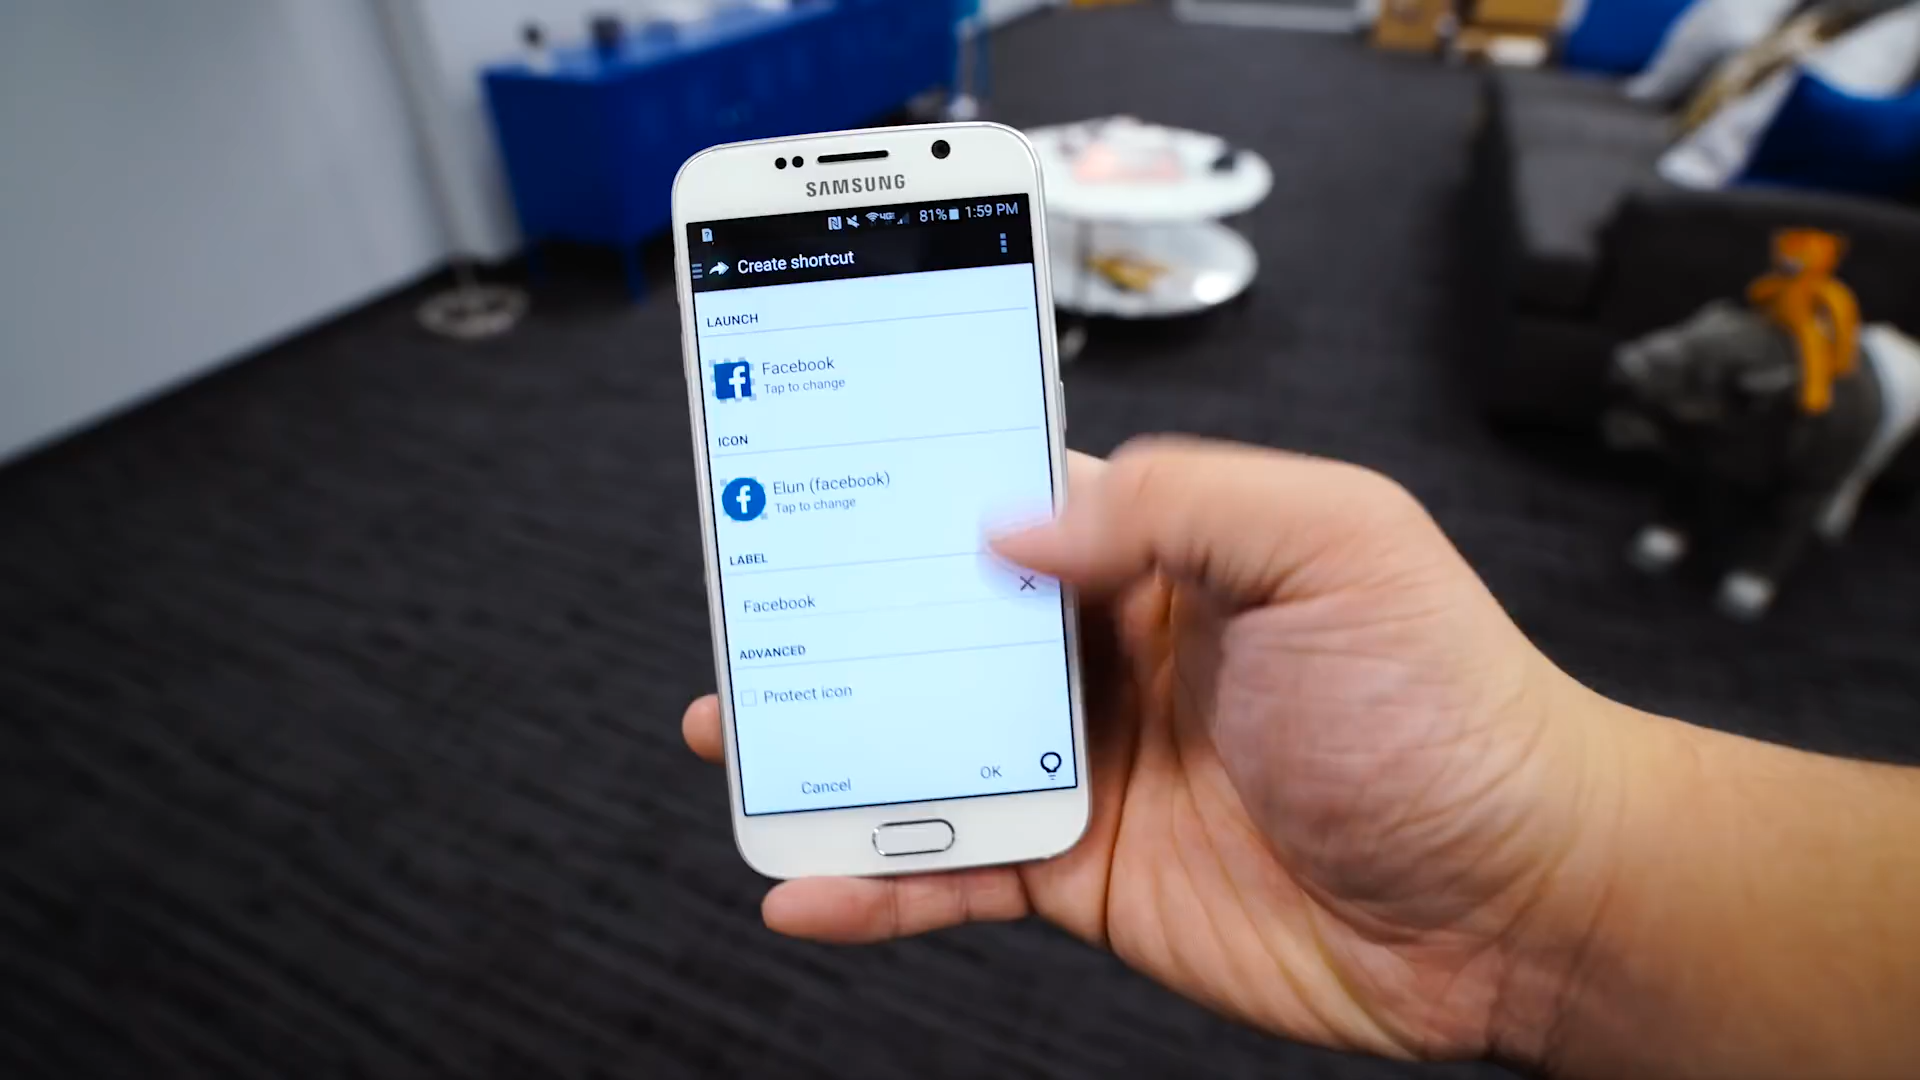 SAMSUNG
4G 81% 1:59 PM
Create shortcut
LAUNCH
Facebook
Tap to change
ICON
Elun (facebook)
Tap to change
LABEL
Facebook
ADVANCED
Protect icon
Cancel OK